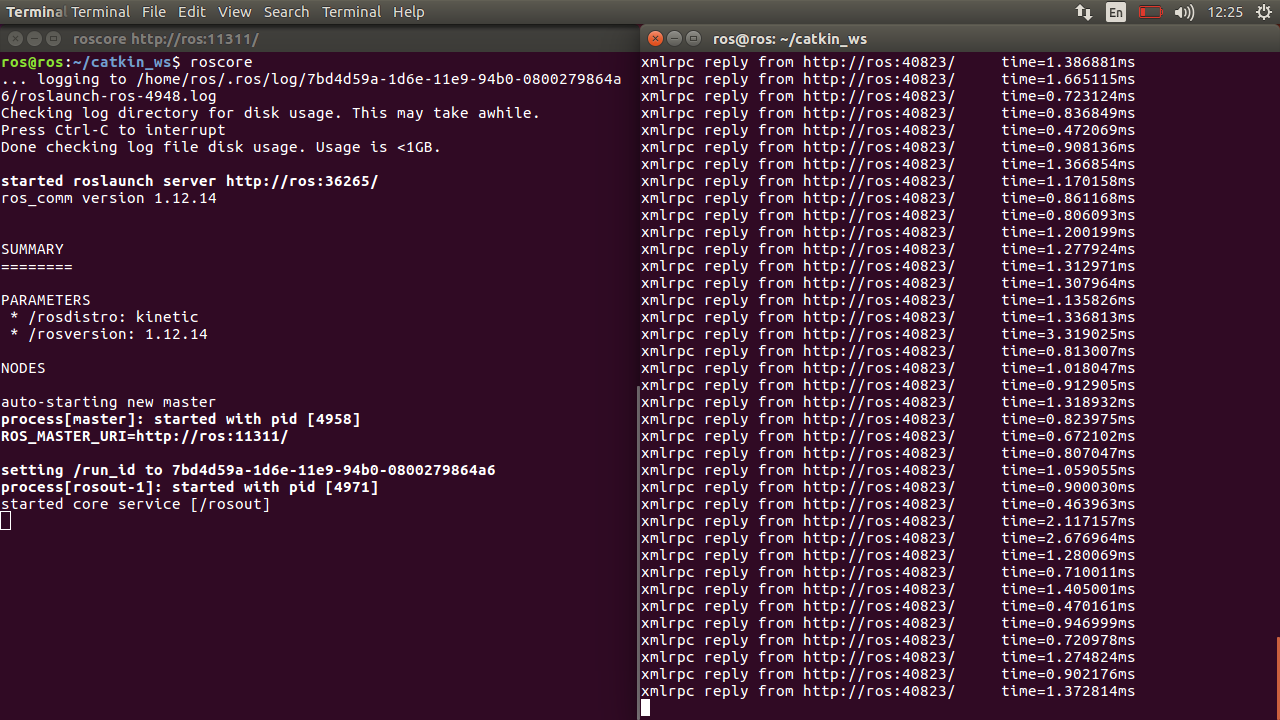 Terminal Terminal File Edit View Search Terminal Help En 12:25
roscore http://ros:11311/
ros@ros:~/catkin_ws$ roscore
... logging to /home/ros/.ros/log/7bd4d59a-1d6e-11e9-94b0-0800279864a
6/roslaunch-ros-4948.log
Checking log directory for disk usage. This may take awhile.
Press Ctrl-C to interrupt
Done checking log file disk usage. Usage is <1GB.
started roslaunch server http://ros:36265/
ros_comm version 1.12.14
SUMMARY
========
PARAMETERS
* /rosdistro: kinetic
* /rosversion: 1.12.14
NODES
auto-starting new master
process[master]: started with pid [4958]
ROS_MASTER_URI=http://ros:11311/
setting /run_id to 7bd4d59a-1d6e-11e9-94b0-0800279864a6
process[rosout-1]: started with pid [4971]
started core service [/rosout]
ros@ros: ~/catkin_ws
xmlrpc reply from http://ros:40823/ time=1.386881ms
xmlrpc reply from http://ros:40823/ time=1.665115ms
xmlrpc reply from http://ros:40823/ time=0.723124ms
xmlrpc reply from http://ros:40823/ time=0.836849ms
xmlrpc reply from http://ros:40823/ time=0.472069ms
xmlrpc reply from http://ros:40823/ time=0.908136ms
xmlrpc reply from http://ros:40823/ time=1.366854ms
xmlrpc reply from http://ros:40823/ time=1.170158ms
xmlrpc reply from http://ros:40823/ time=0.861168ms
xmlrpc reply from http://ros:40823/ time=0.806093ms
xmlrpc reply from http://ros:40823/ time=1.200199ms
xmlrpc reply from http://ros:40823/ time=1.277924ms
xmlrpc reply from http://ros:40823/ time=1.312971ms
xmlrpc reply from http://ros:40823/ time=1.307964ms
xmlrpc reply from http://ros:40823/ time=1.135826ms
xmlrpc reply from http://ros:40823/ time=1.336813ms
xmlrpc reply from http://ros:40823/ time=3.319025ms
xmlrpc reply from http://ros:40823/ time=0.813007ms
xmlrpc reply from http://ros:40823/ time=1.018047ms
xmlrpc reply from http://ros:40823/ time=0.912905ms
xmlrpc reply from http://ros:40823/ time=1.318932ms
xmlrpc reply from http://ros:40823/ time=0.823975ms
xmlrpc reply from http://ros:40823/ time=0.672102ms
xmlrpc reply from http://ros:40823/ time=0.807047ms
xmlrpc reply from http://ros:40823/ time=1.059055ms
xmlrpc reply from http://ros:40823/ time=0.900030ms
xmlrpc reply from http://ros:40823/ time=0.463963ms
xmlrpc reply from http://ros:40823/ time=2.117157ms
xmlrpc reply from http://ros:40823/ time=2.676964ms
xmlrpc reply from http://ros:40823/ time=1.280069ms
xmlrpc reply from http://ros:40823/ time=0.710011ms
xmlrpc reply from http://ros:40823/ time=1.405001ms
xmlrpc reply from http://ros:40823/ time=0.470161ms
xmlrpc reply from http://ros:40823/ time=0.946999ms
xmlrpc reply from http://ros:40823/ time=0.720978ms
xmlrpc reply from http://ros:40823/ time=1.274824ms
xmlrpc reply from http://ros:40823/ time=0.902176ms
xmlrpc reply from http://ros:40823/ time=1.372814ms